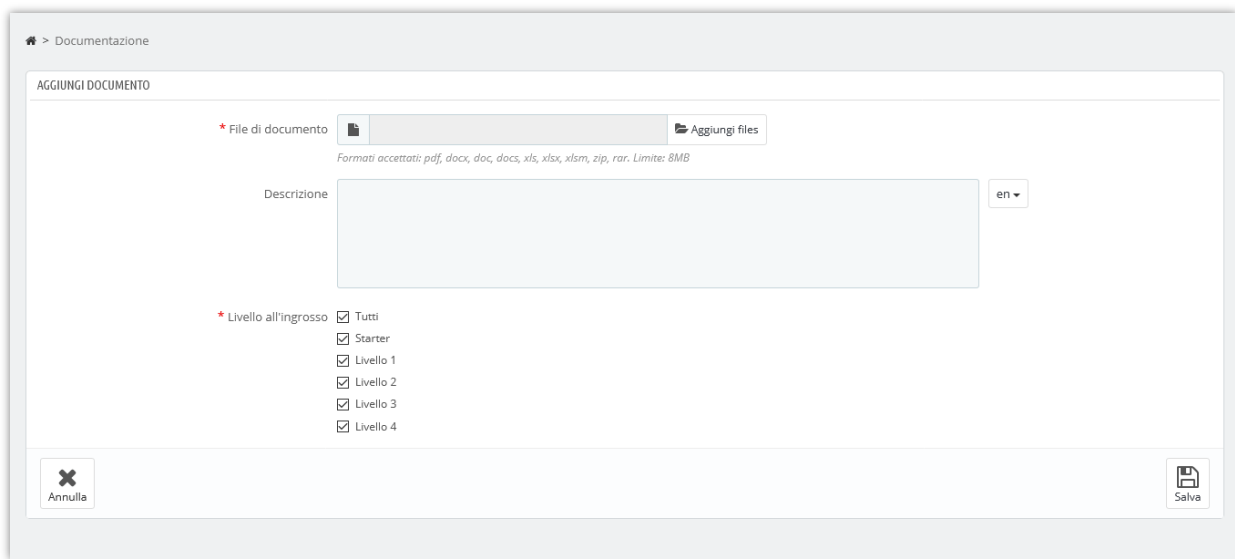 > Documentazione
AGGIUNGI DOCUMENTO
* File di documento
Aggiungi files
Formati accettati: pdf, docx, doc, docs, xls, xlsx, xlsm, zip, rar. Limite: 8MB
Descrizione
en
* Livello all'ingrosso
Tutti
Starter
Livello 1
Livello 2
Livello 3
Livello 4
Annulla
Salva